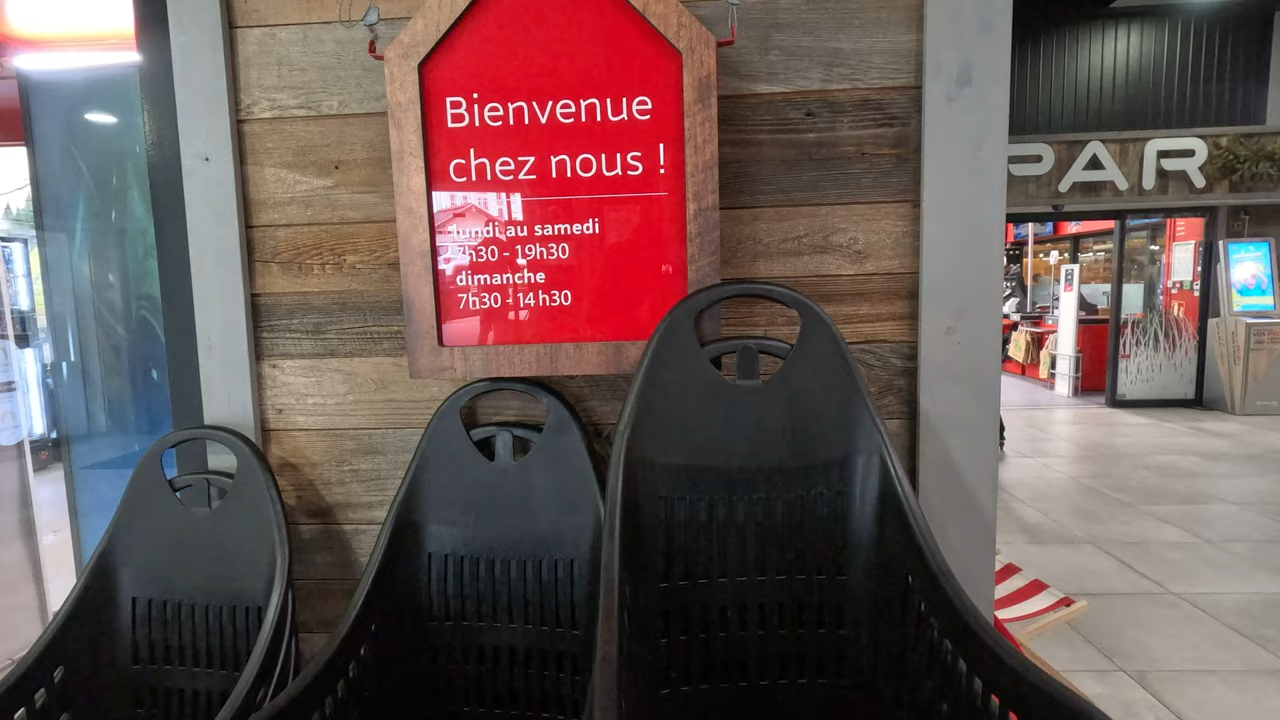 Bienvenue
chez nous !
lundi au samedi
7h30 - 19h30
dimanche
7h30 - 14h30
PAR